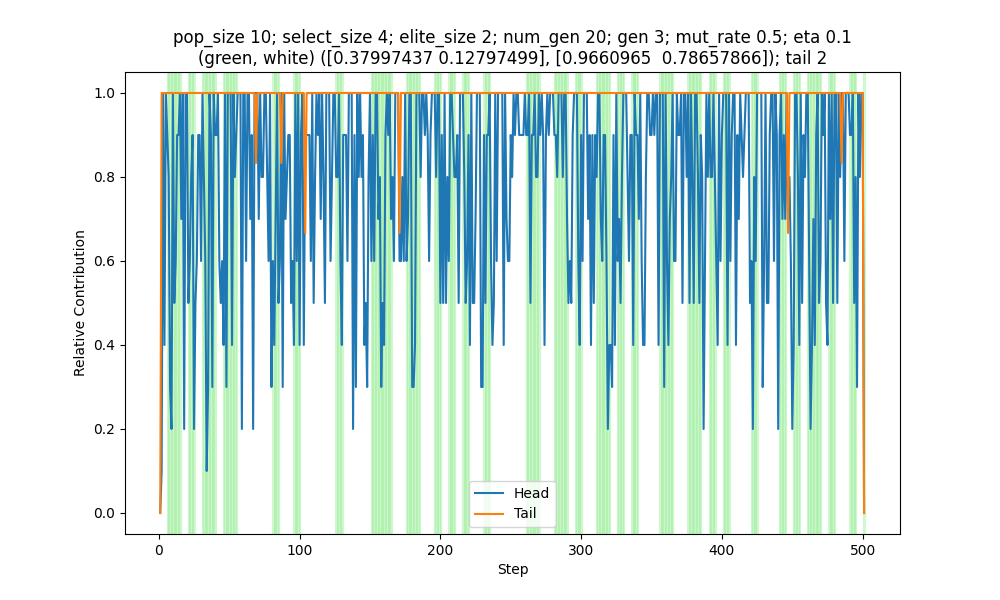 pop_size 10; select_size 4; elite_size 2; num_gen 20; gen 3; mut_rate 0.5; eta 0.1
(green, white) ([0.37997437 0.12797499], [0.9660965  0.78657866]); tail 2
1.0
0.8
0.6
0.4
0.2
0.0
Relative Contribution
Head
Tail
0
100
200
300
400
500
Step